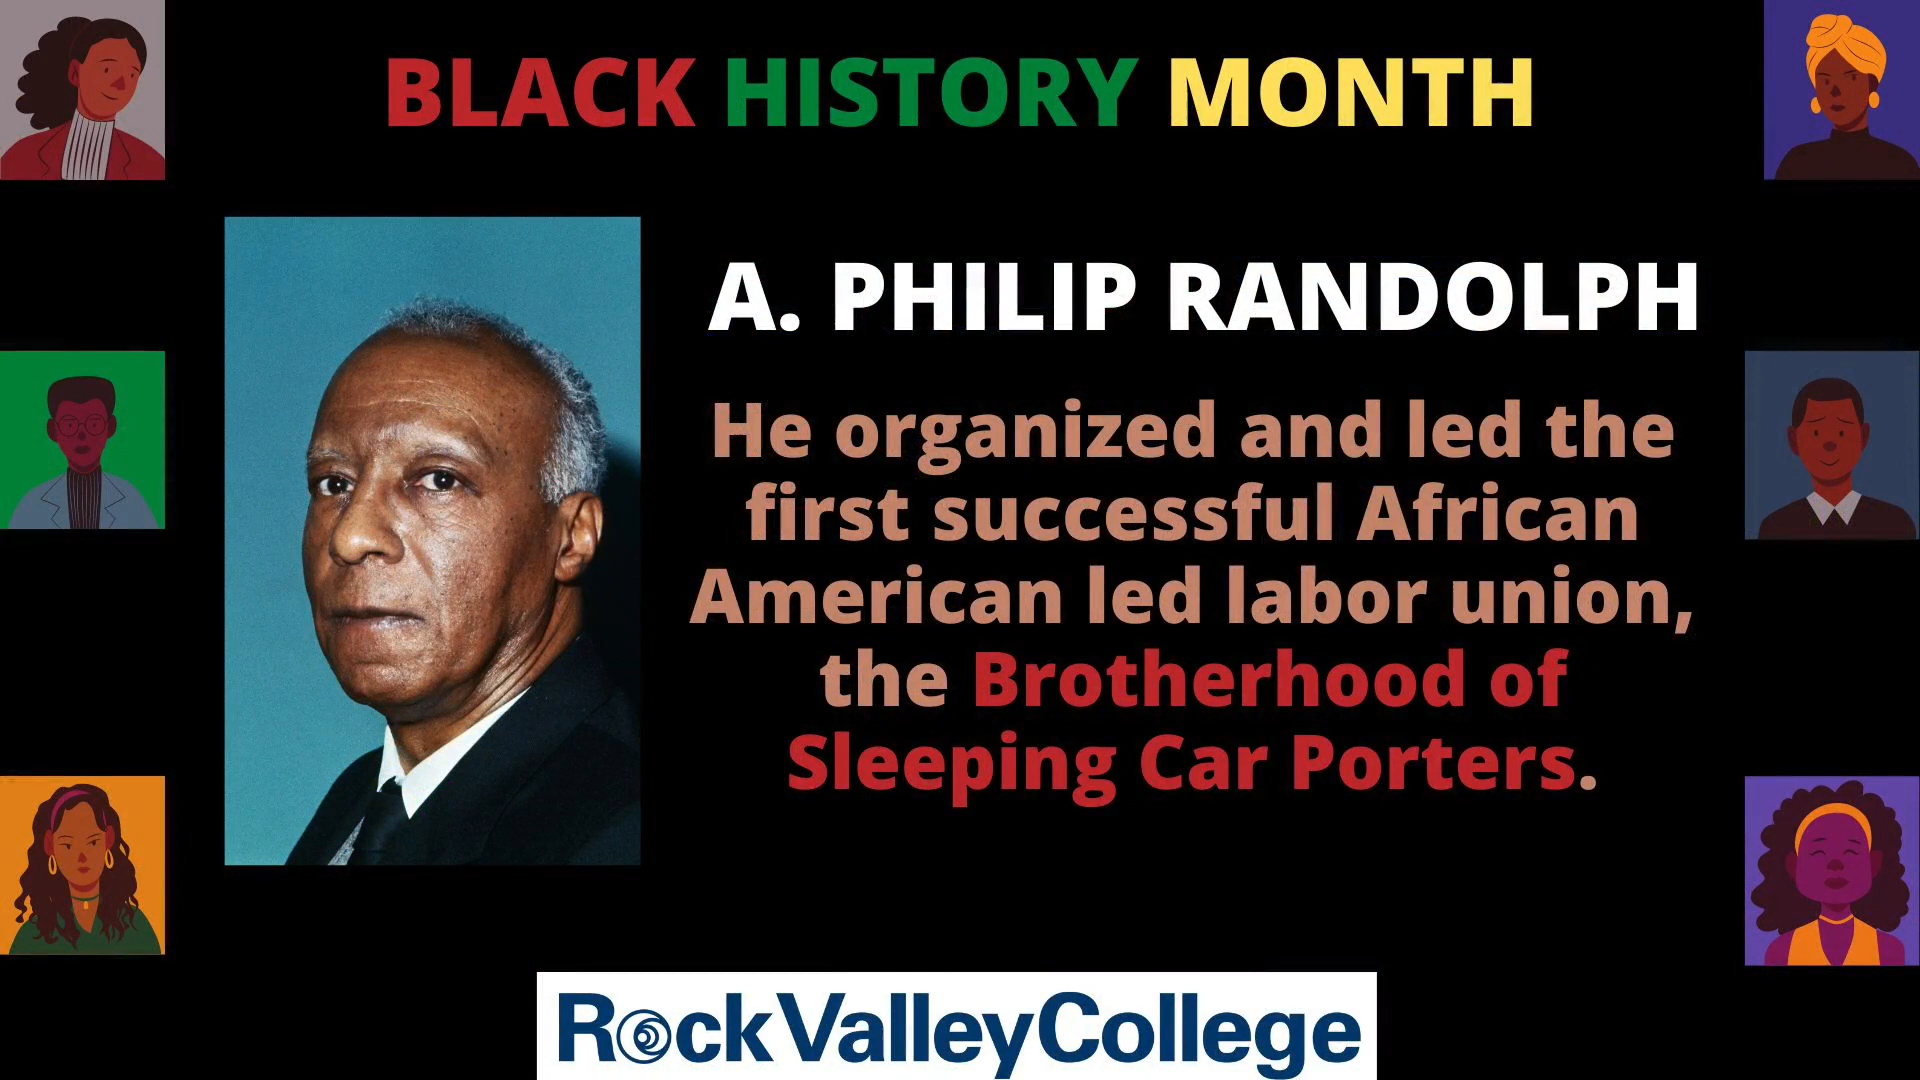 BLACK HISTORY MONTH
A. PHILIP RANDOLPH
He organized and led the
first successful African
American led labor union,
the Brotherhood of
Sleeping Car Porters.
RockValleyCollege